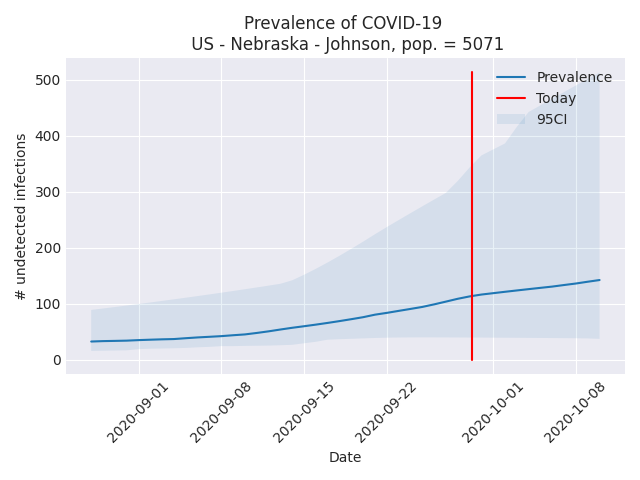 Prevalence of COVID-19
US - Nebraska - Johnson, pop. = 5071
Prevalence
Today
95CI
# undetected infections
500
400
300
200
100
0
2020-09-01
2020-09-08
2020-09-15
2020-09-22
2020-10-01
2020-10-08
Date